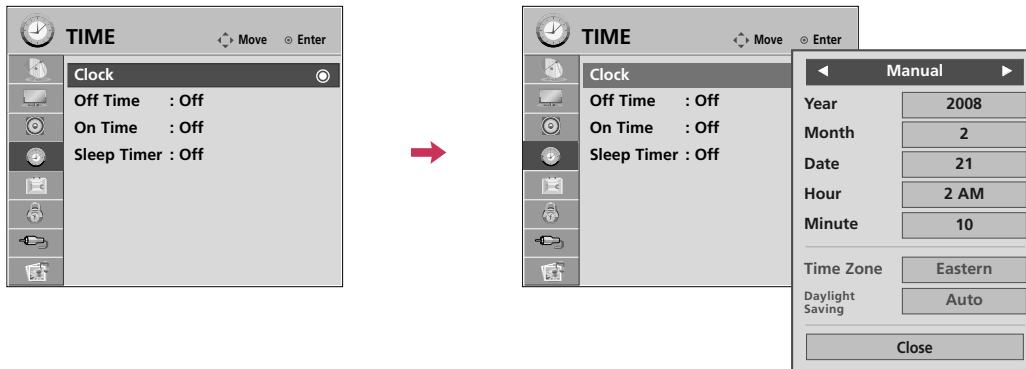 TIME
Move
Enter
Clock
Off Time : Off
On Time : Off
Sleep Timer : Off
TIME
Move
Enter
Clock
Off Time : Off
On Time : Off
Sleep Timer : Off
◄ Manual ►
Year 2008
Month 2
Date 21
Hour 2 AM
Minute 10
Time Zone Eastern
Daylight
Saving Auto
Close